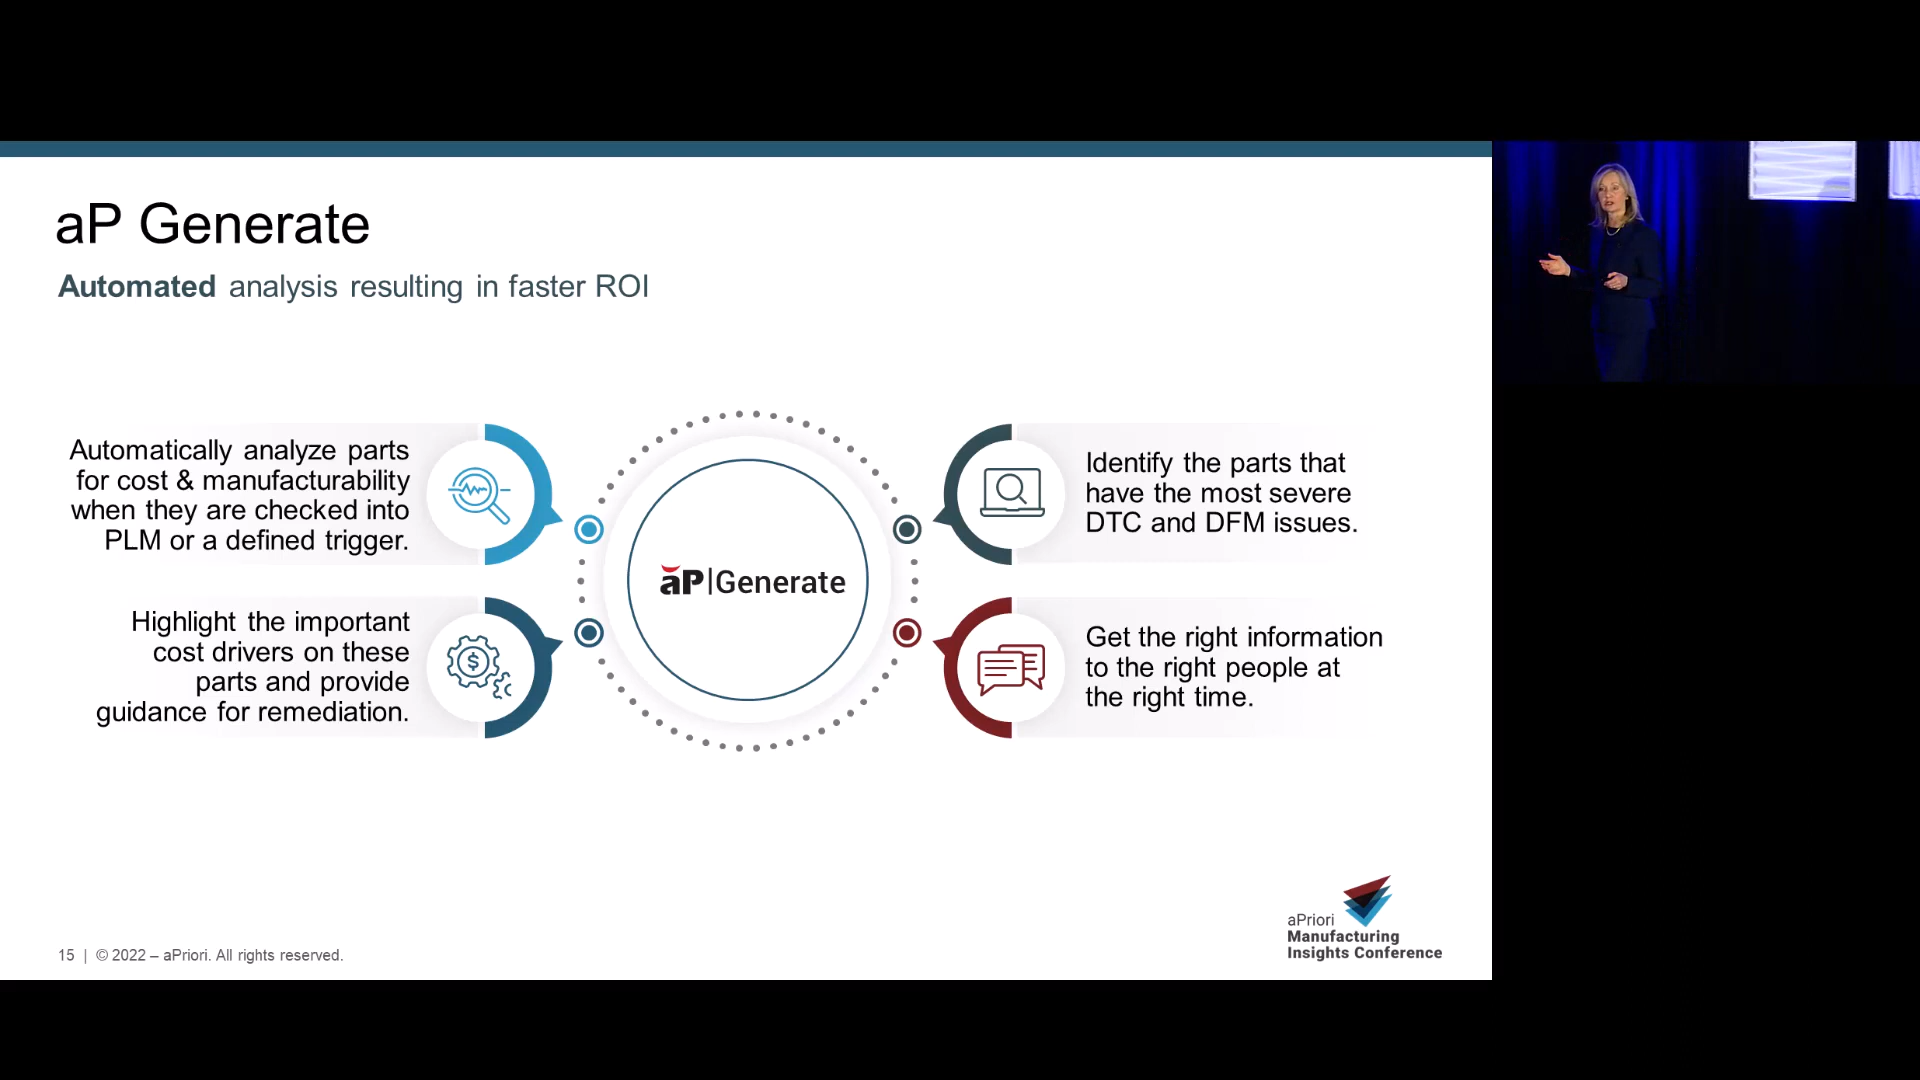 aP Generate
Automated analysis resulting in faster ROI
Automatically analyze parts
for cost & manufacturability
when they are checked into
PLM or a defined trigger.
Highlight the important
cost drivers on these
parts and provide
guidance for remediation.
$
aP|Generate
Identify the parts that
have the most severe
DTC and DFM issues.
Get the right information
to the right people at
the right time.
15 | © 2022 – aPriori. All rights reserved.
aPriori
Manufacturing
Insights Conference